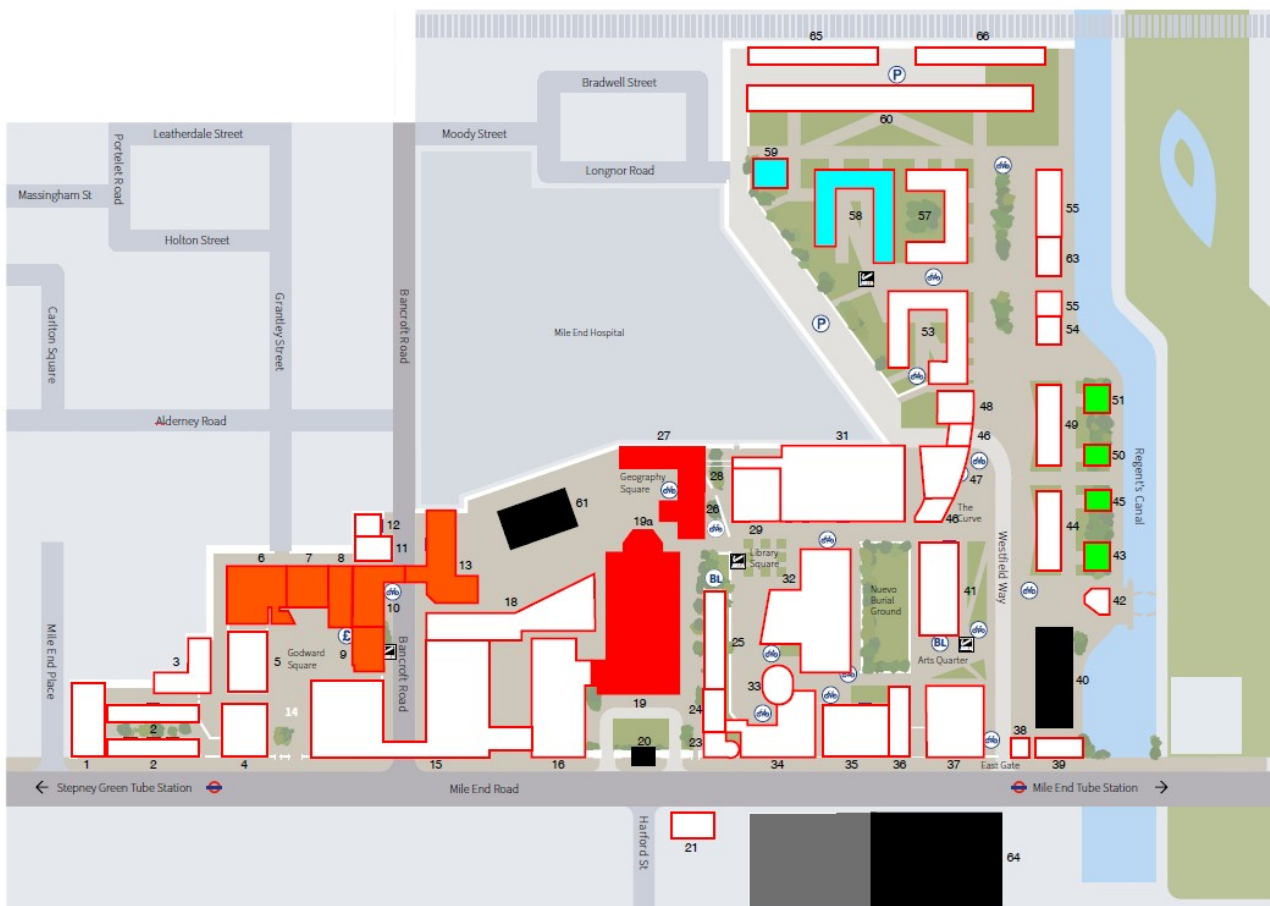 65
66
P
Bradwell Street
60
Leatherdale Street
Moody Street
Portelet Road
59
Longnor Road
Massingham St
55
58
57
Holton Street
63
Grantley Street
Bancroft Road
Carlton Square
55
Mile End Hospital
P
54
53
51
48
Alderney Road
49
27
31
46
50
Regent's Canal
Geography
Square
28
47
61
26
45
The
Curve
46
12
19a
29
44
11
Library
Square
43
6
7
8
13
32
Westfield Way
BL
Nuevo
Burial
Ground
41
10
18
42
£
25
Mile End Place
3
5
Godward
Square
9
Bancroft Road
BL
Arts Quarter
33
40
19
14
24
2
20
23
38
1
2
4
15
16
34
35
36
37
East Gate
39
← Stepney Green Tube Station
Mile End Road
Mile End Tube Station →
Harford St
21
64